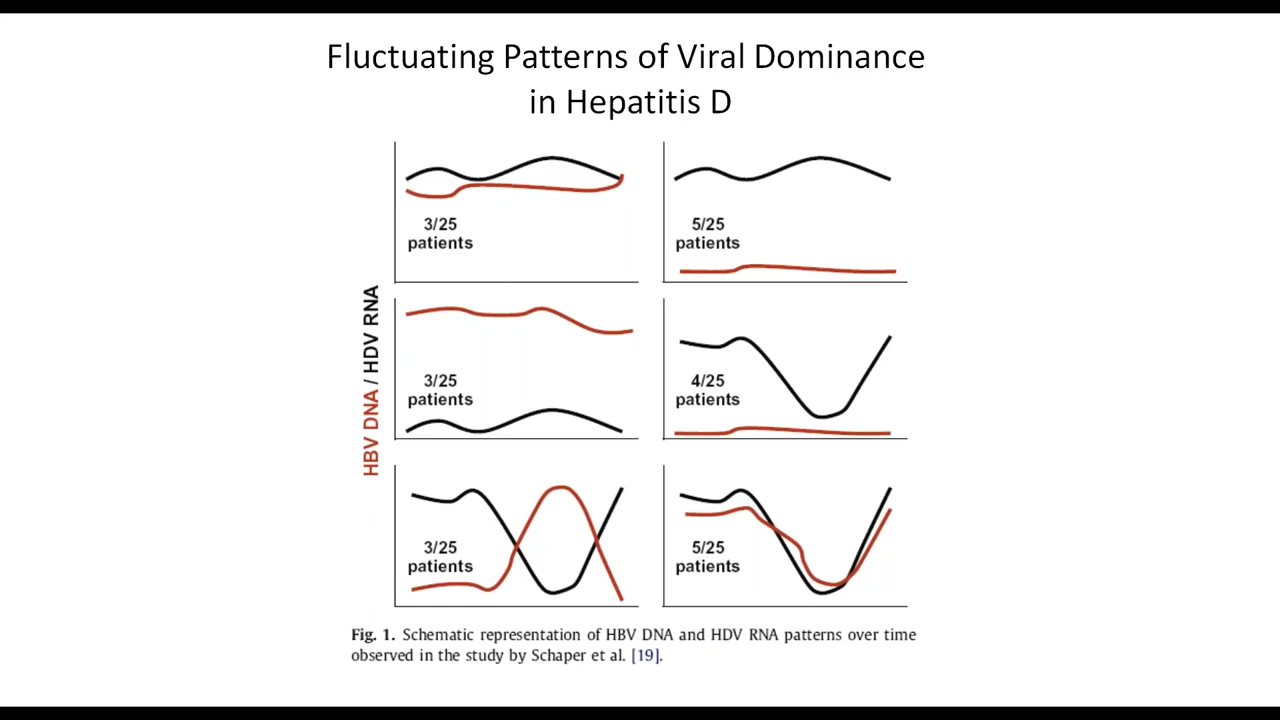 Fluctuating Patterns of Viral Dominance
in Hepatitis D
3/25
patients
5/25
patients
HBV DNA / HDV RNA
3/25
patients
4/25
patients
3/25
patients
5/25
patients
Fig. 1. Schematic representation of HBV DNA and HDV RNA patterns over time
observed in the study by Schaper et al. [19].